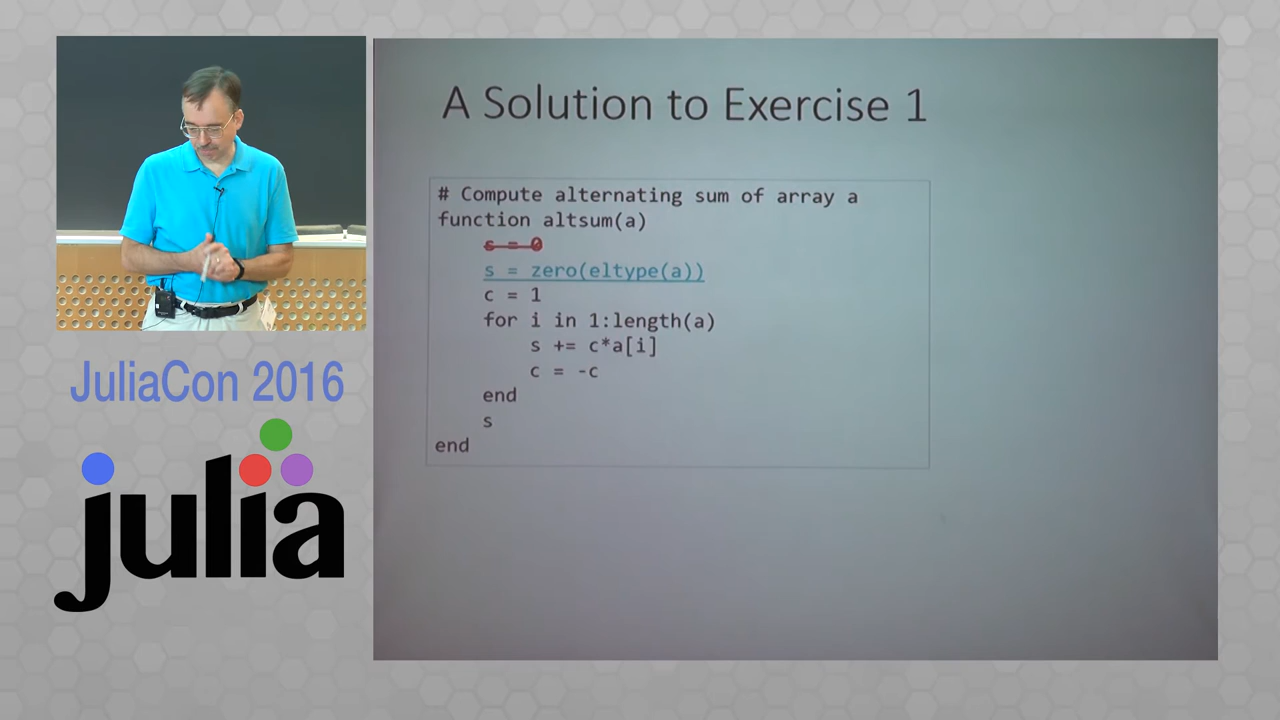 A Solution to Exercise 1
# Compute alternating sum of array a
function altsum(a)
s = 0
s = zero(eltype(a))
c = 1
for i in 1:length(a)
s += c*a[i]
c = -c
end
s
end
JuliaCon 2016
julia